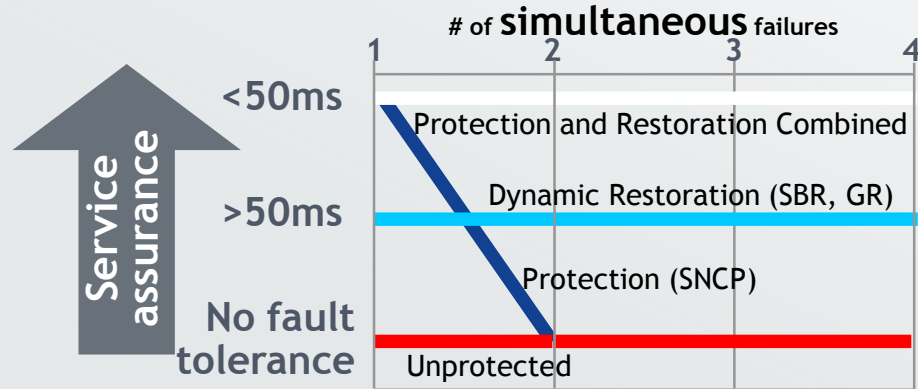 # of simultaneous failures
1 2 3 4
<50ms
Protection and Restoration Combined
Dynamic Restoration (SBR, GR)
>50ms
Service
assurance
Protection (SNCP)
No fault
tolerance
Unprotected